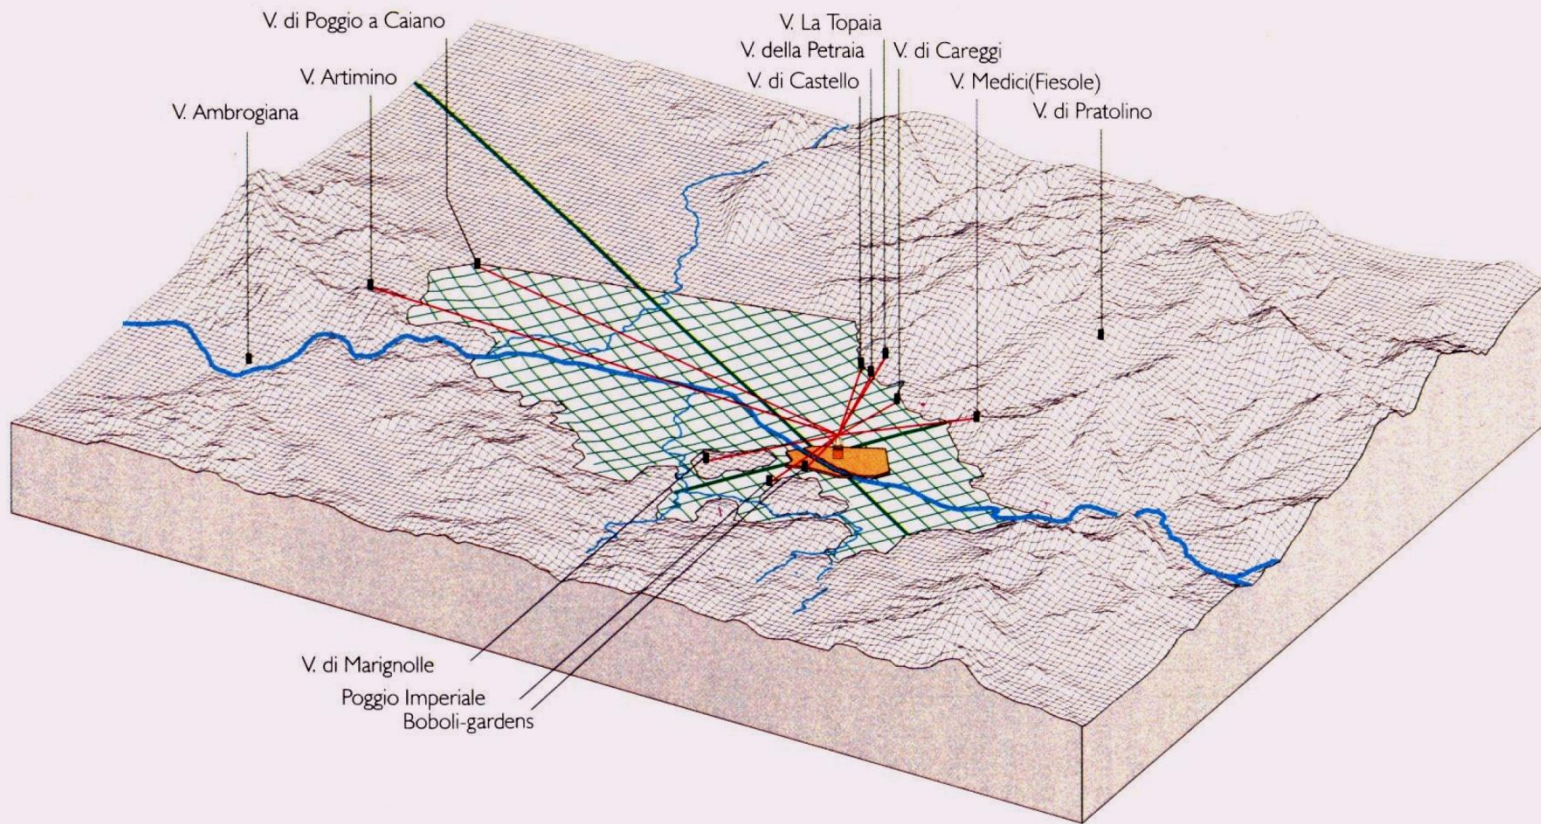 V. di Poggio a Caiano
V. La Topaia
V. della Petraia
V. di Careggi
V. Artimino
V. di Castello
V. Medici(Fiesole)
V. Ambrogiana
V. di Pratolino
V. di Marignolle
Poggio Imperiale
Boboli-gardens